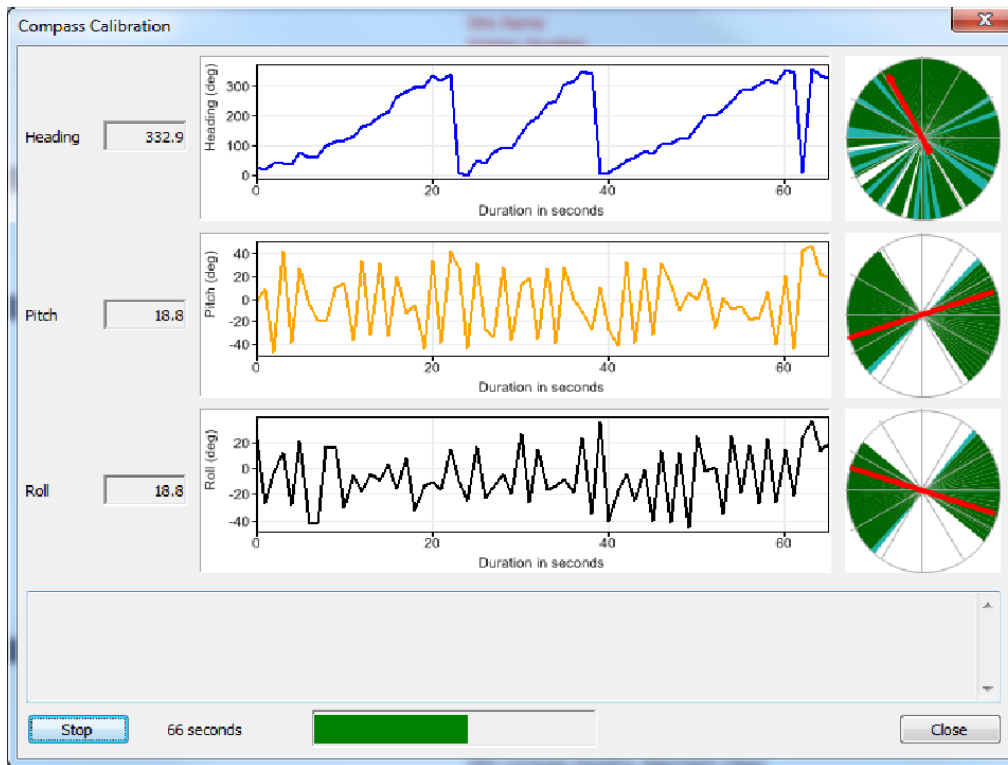 Compass Calibration
Heading
332.9
Heading (deg)
300
200
100
0
0 20 40 60
Duration in seconds
Pitch
18.8
Pitch (deg)
40
20
0
-20
-40
0 20 40 60
Duration in seconds
Roll
18.8
Roll (deg)
20
0
-20
-40
0 20 40 60
Duration in seconds
Stop 66 seconds Close